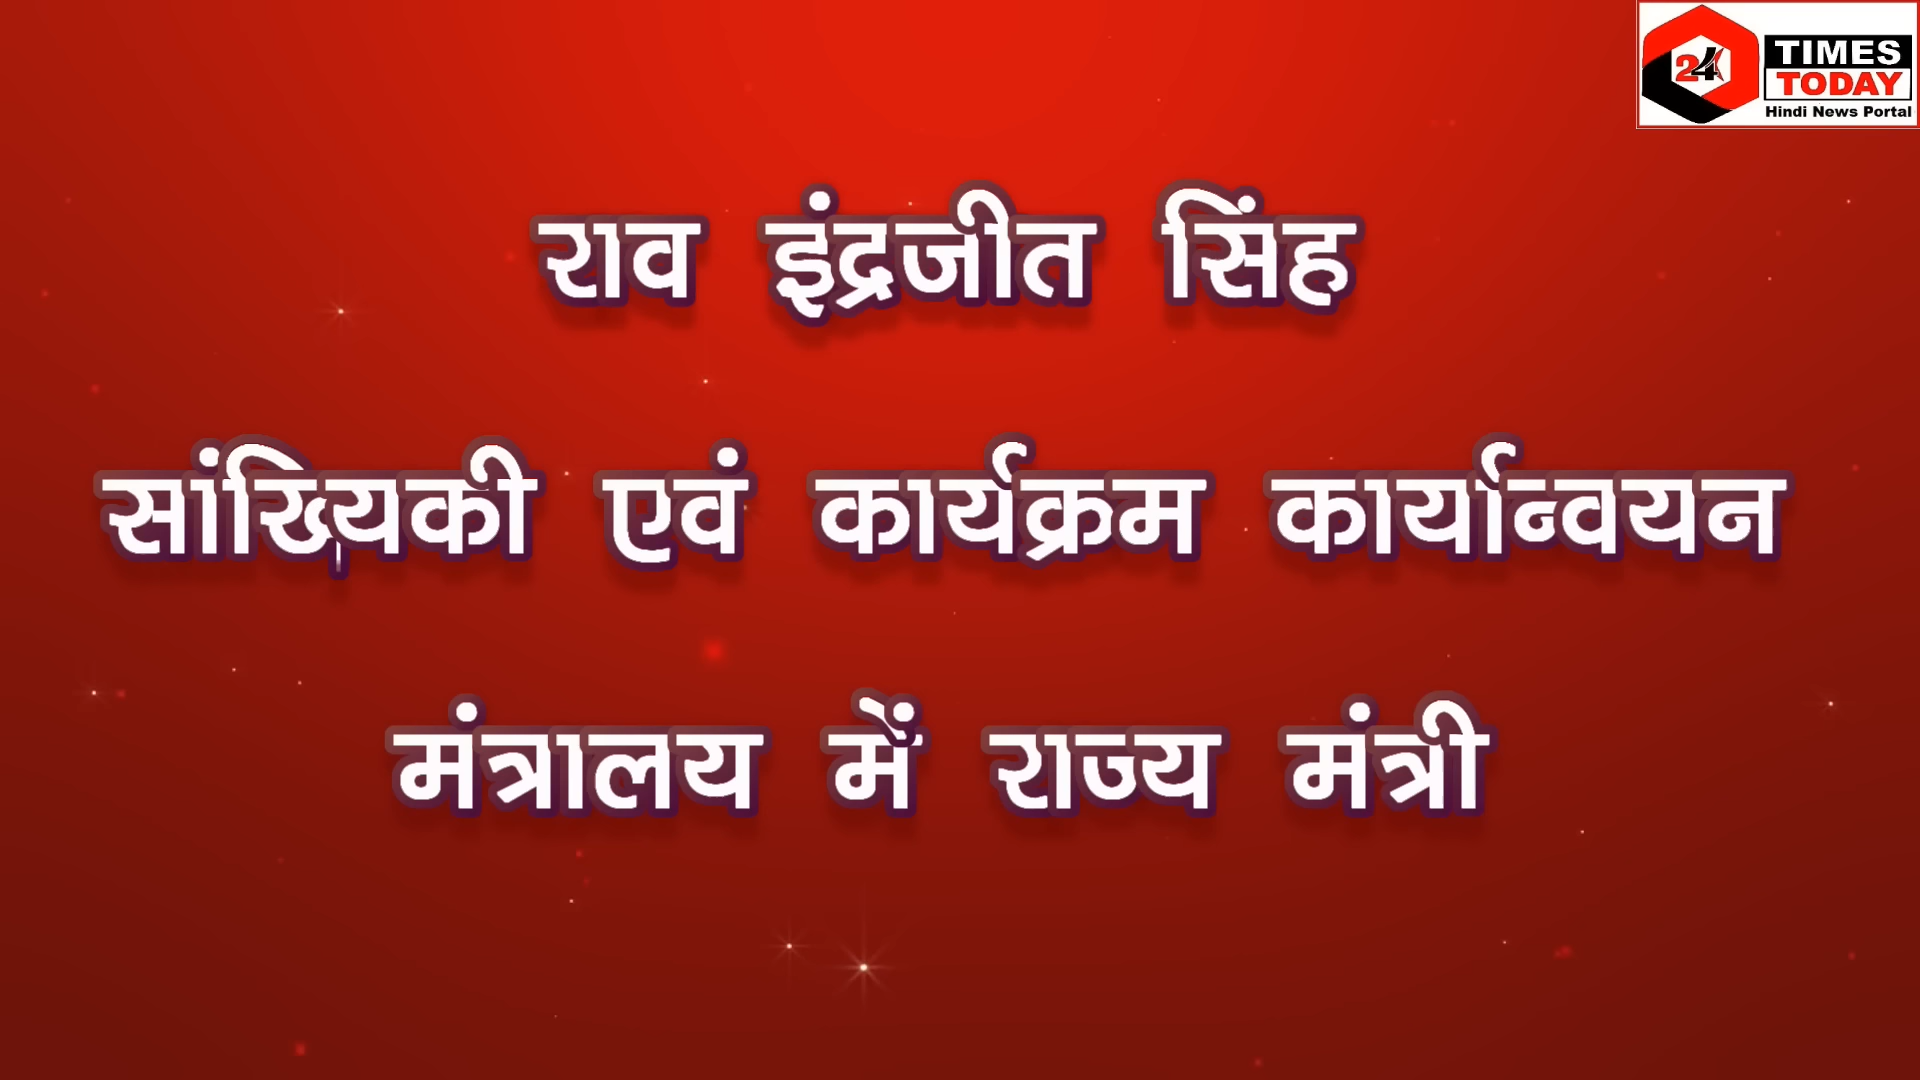 24
TIMES
TODAY
Hindi News Portal
राव इंद्रजीत सिंह
सांख्यिकी एवं कार्यक्रम कार्यान्वयन
मंत्रालय में राज्य मंत्री